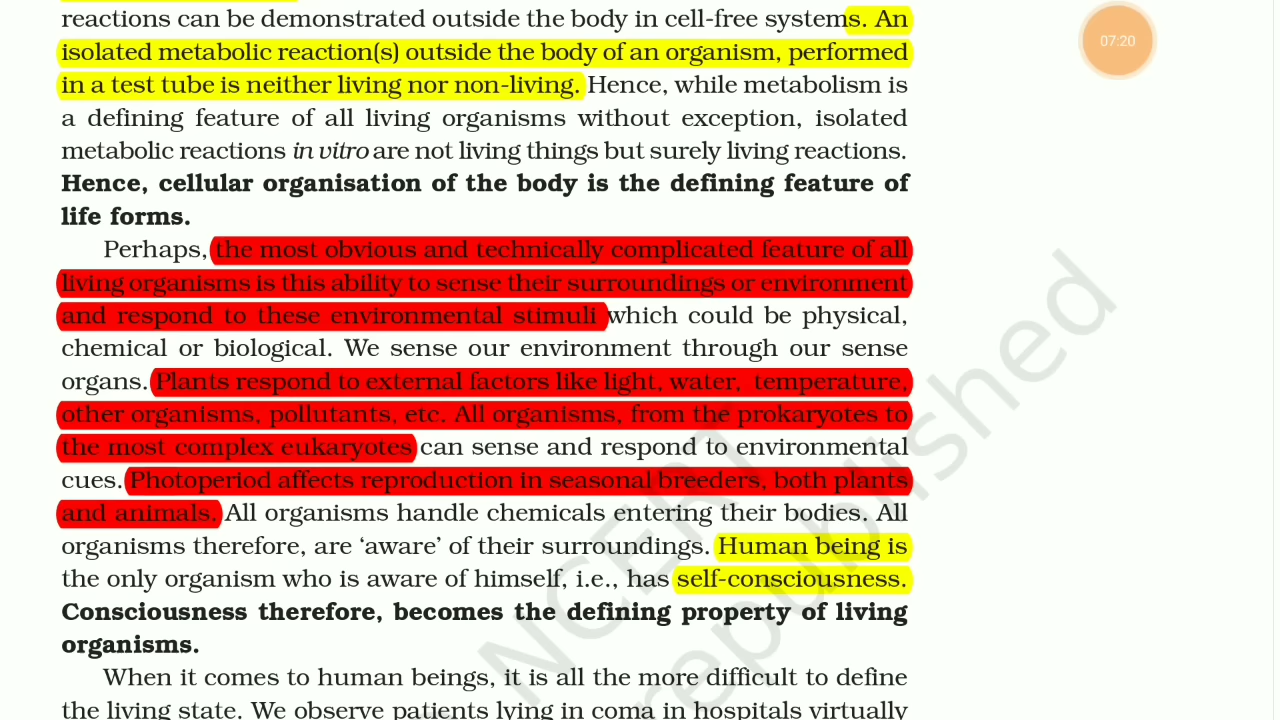 reactions can be demonstrated outside the body in cell-free systems. An
07:20
isolated metabolic reaction(s) outside the body of an organism, performed
in a test tube is neither living nor non-living. Hence, while metabolism is
a defining feature of all living organisms without exception, isolated
metabolic reactions in vitro are not living things but surely living reactions.
Hence, cellular organisation of the body is the defining feature of
life forms.
Perhaps, the most obvious and technically complicated feature of all
living organisms is this ability to sense their surroundings or environment
and respond to these environmental stimuli which could be physical,
chemical or biological. We sense our environment through our sense
organs. Plants respond to external factors like light, water, temperature,
other organisms, pollutants, etc. All organisms, from the prokaryotes to
the most complex eukaryotes can sense and respond to environmental
cues. Photoperiod affects reproduction in seasonal breeders, both plants
and animals. All organisms handle chemicals entering their bodies. All
organisms therefore, are ‘aware’ of their surroundings. Human being is
the only organism who is aware of himself, i.e., has self-consciousness.
Consciousness therefore, becomes the defining property of living
organisms.
When it comes to human beings, it is all the more difficult to define
the living state. We observe patients lying in coma in hospitals virtually
NCERT
republished